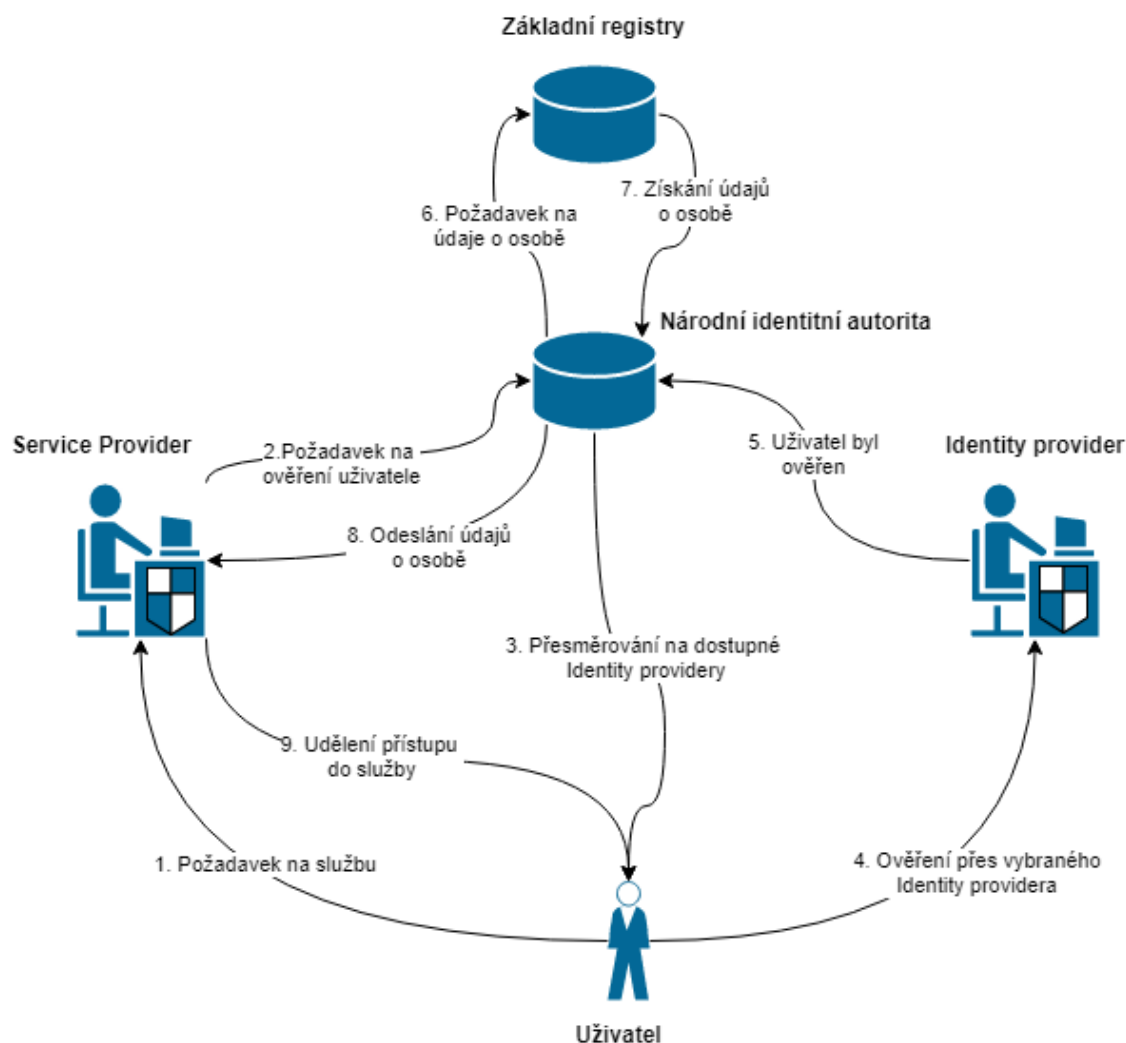 Základní registry
7. Získání údajů
o osobě
6. Požadavek na
údaje o osobě
Národní identitní autorita
Service Provider
2.Požadavek na
ověření uživatele
5. Uživatel byl
ověřen
Identity provider
8. Odeslání údajů
o osobě
3. Přesměrování na dostupné
Identity providery
9. Udělení přístupu
do služby
1. Požadavek na službu
4. Ověření přes vybraného
Identity providera
Uživatel